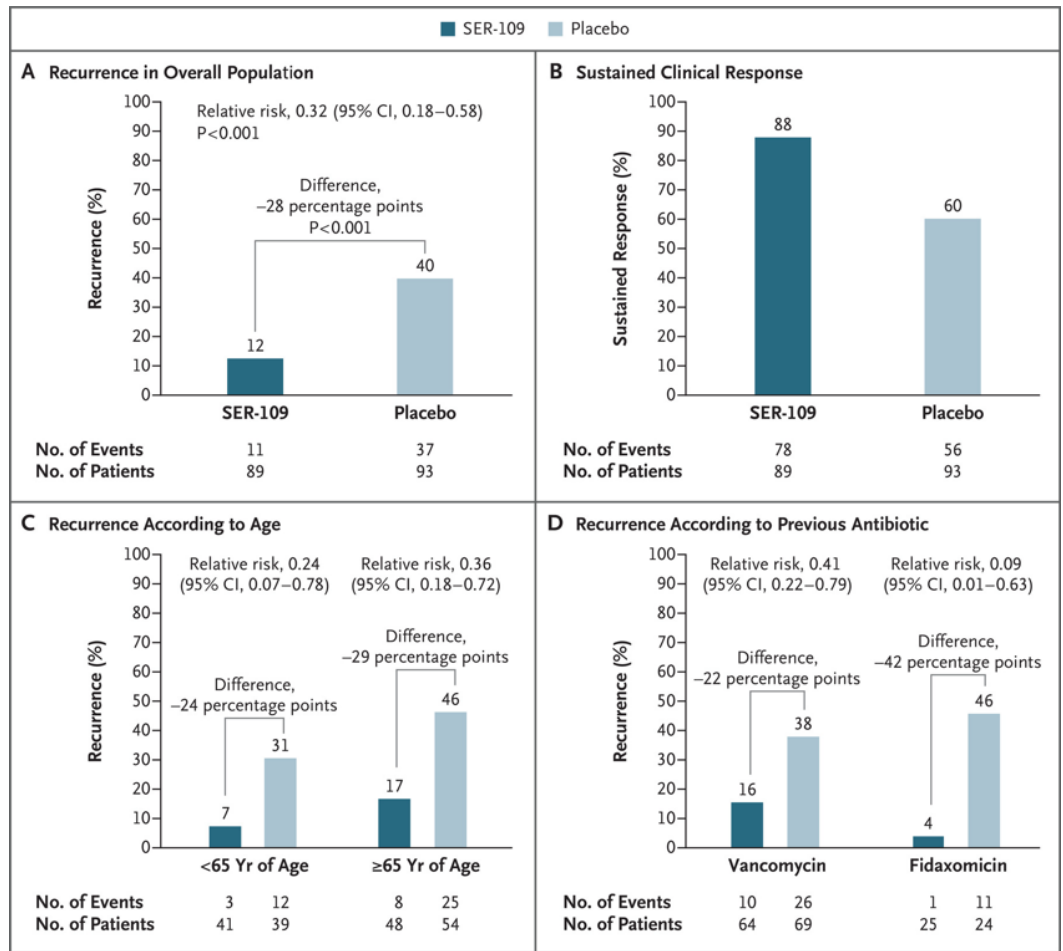 SER-109 Placebo
A Recurrence in Overall Population
Recurrence (%)
100
90
80
70
60
50
40
30
20
10
0
Relative risk, 0.32 (95% CI, 0.18–0.58)
P<0.001
Difference,
–28 percentage points
P<0.001
12
40
SER-109 Placebo
No. of Events 11 37
No. of Patients 89 93
B Sustained Clinical Response
Sustained Response (%)
100
90
80
70
60
50
40
30
20
10
0
88
60
SER-109 Placebo
No. of Events 78 56
No. of Patients 89 93
C Recurrence According to Age
Recurrence (%)
100
90
80
70
60
50
40
30
20
10
0
Relative risk, 0.24
(95% CI, 0.07–0.78)
Relative risk, 0.36
(95% CI, 0.18–0.72)
Difference,
–24 percentage points
Difference,
–29 percentage points
7
31
17
46
<65 Yr of Age ≥65 Yr of Age
No. of Events 3 12 8 25
No. of Patients 41 39 48 54
D Recurrence According to Previous Antibiotic
Recurrence (%)
100
90
80
70
60
50
40
30
20
10
0
Relative risk, 0.41
(95% CI, 0.22–0.79)
Relative risk, 0.09
(95% CI, 0.01–0.63)
Difference,
–22 percentage points
Difference,
–42 percentage points
16
38
4
46
Vancomycin Fidaxomicin
No. of Events 10 26 1 11
No. of Patients 64 69 25 24